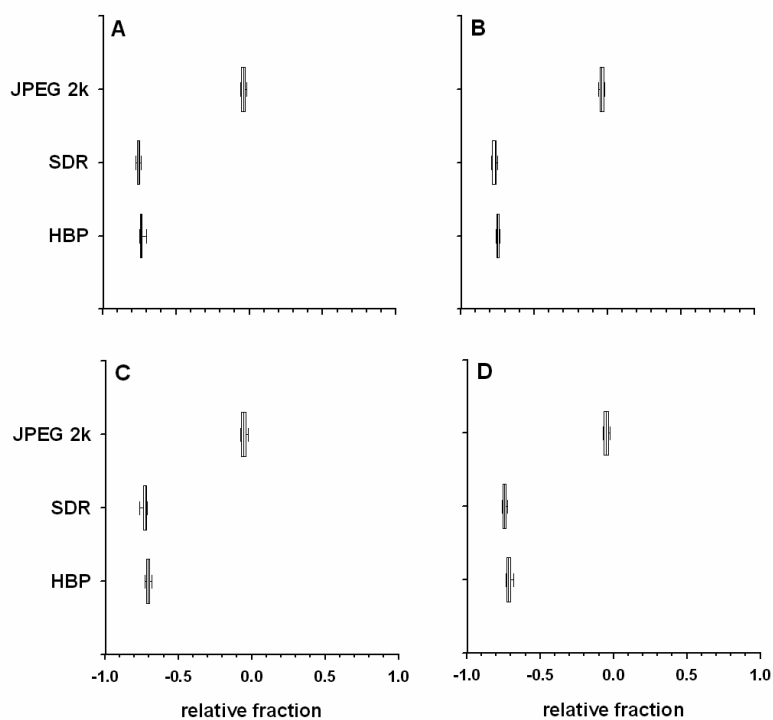 A
B
JPEG 2k
SDR
HBP
C
D
JPEG 2k
SDR
HBP
-1.0 -0.5 0.0 0.5 1.0
-1.0 -0.5 0.0 0.5 1.0
relative fraction
relative fraction